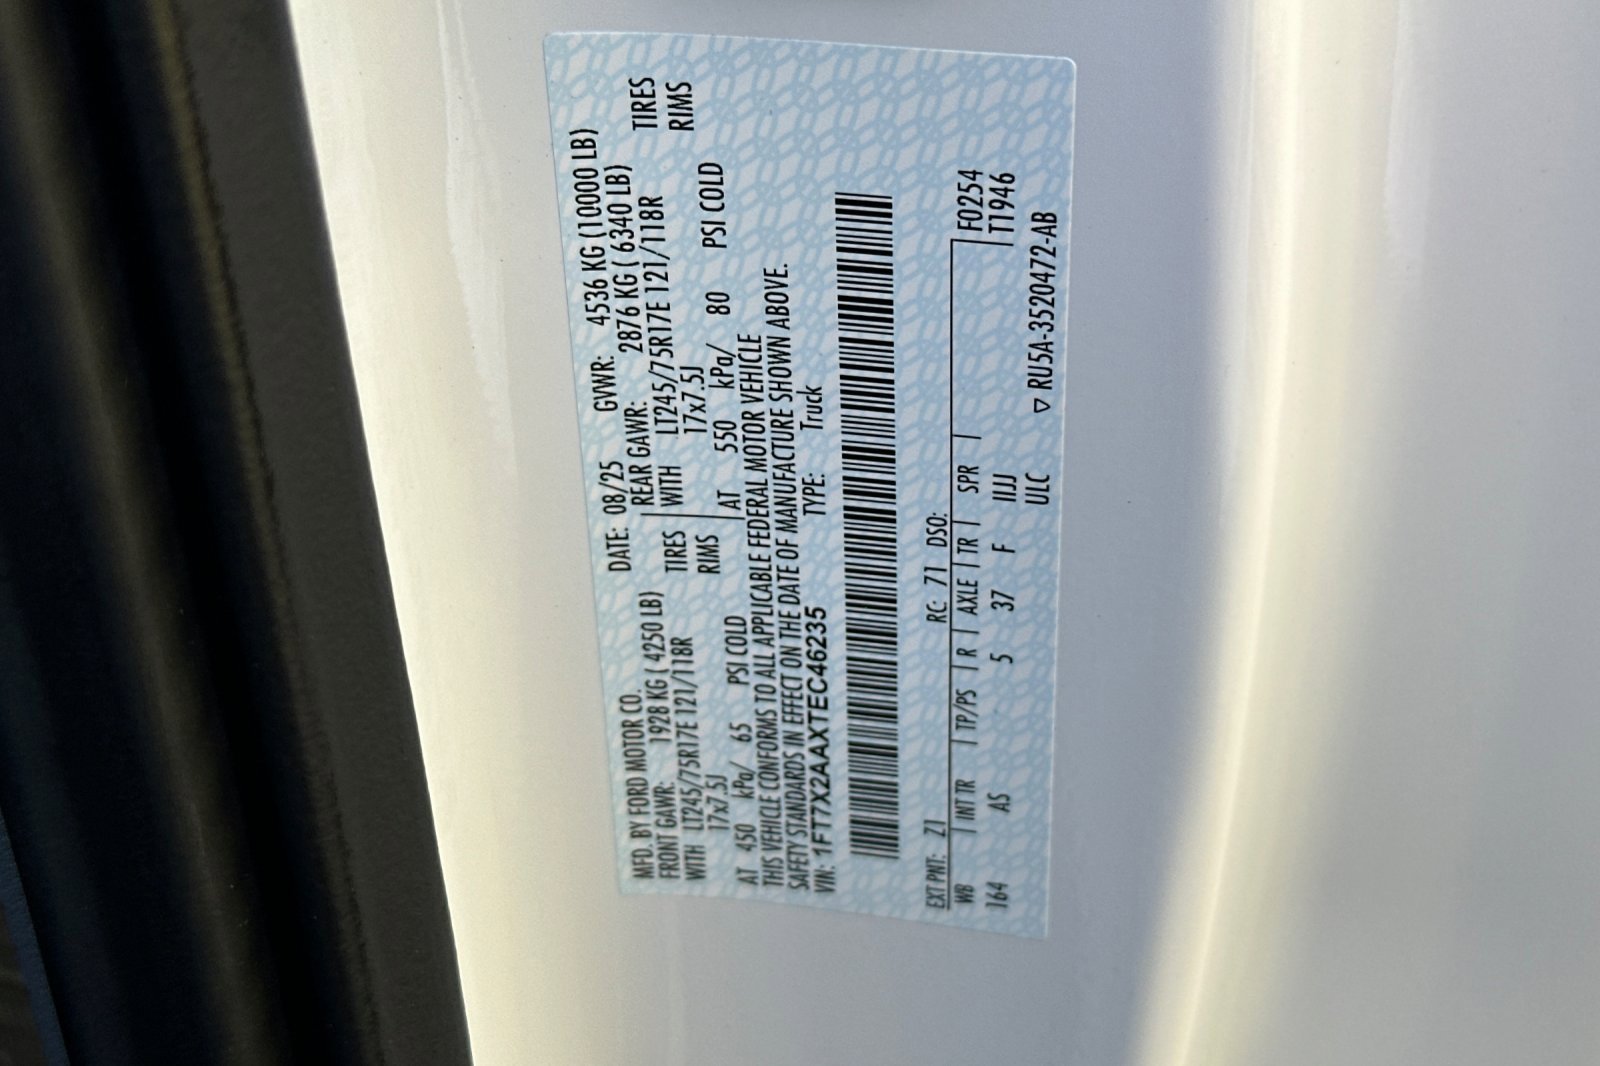 MFD. BY FORD MOTOR CO. DATE: 08/25 GVWR: 4536 KG (10000 LB)
FRONT GAWR: 1928 KG ( 4250 LB) REAR GAWR: 2876 KG ( 6340 LB)
WITH LT245/75R17E 121/118R TIRES WITH LT245/75R17E 121/118R TIRES
17x7.5J RIMS 17x7.5J RIMS
AT 450 kPa/ 65 PSI COLD AT 550 kPa/ 80 PSI COLD
THIS VEHICLE CONFORMS TO ALL APPLICABLE FEDERAL MOTOR VEHICLE
SAFETY STANDARDS IN EFFECT ON THE DATE OF MANUFACTURE SHOWN ABOVE.
VIN: 1FT7X2AAXTEC46235 TYPE: Truck
EXT PNT: Z1 RC: 71 DSO:
WB | INT TR | TP/PS | R | AXLE | TR | SPR | F0254
164 AS 5 37 F IIJJ T1946
ULC ▽ RU5A-3520472-AB